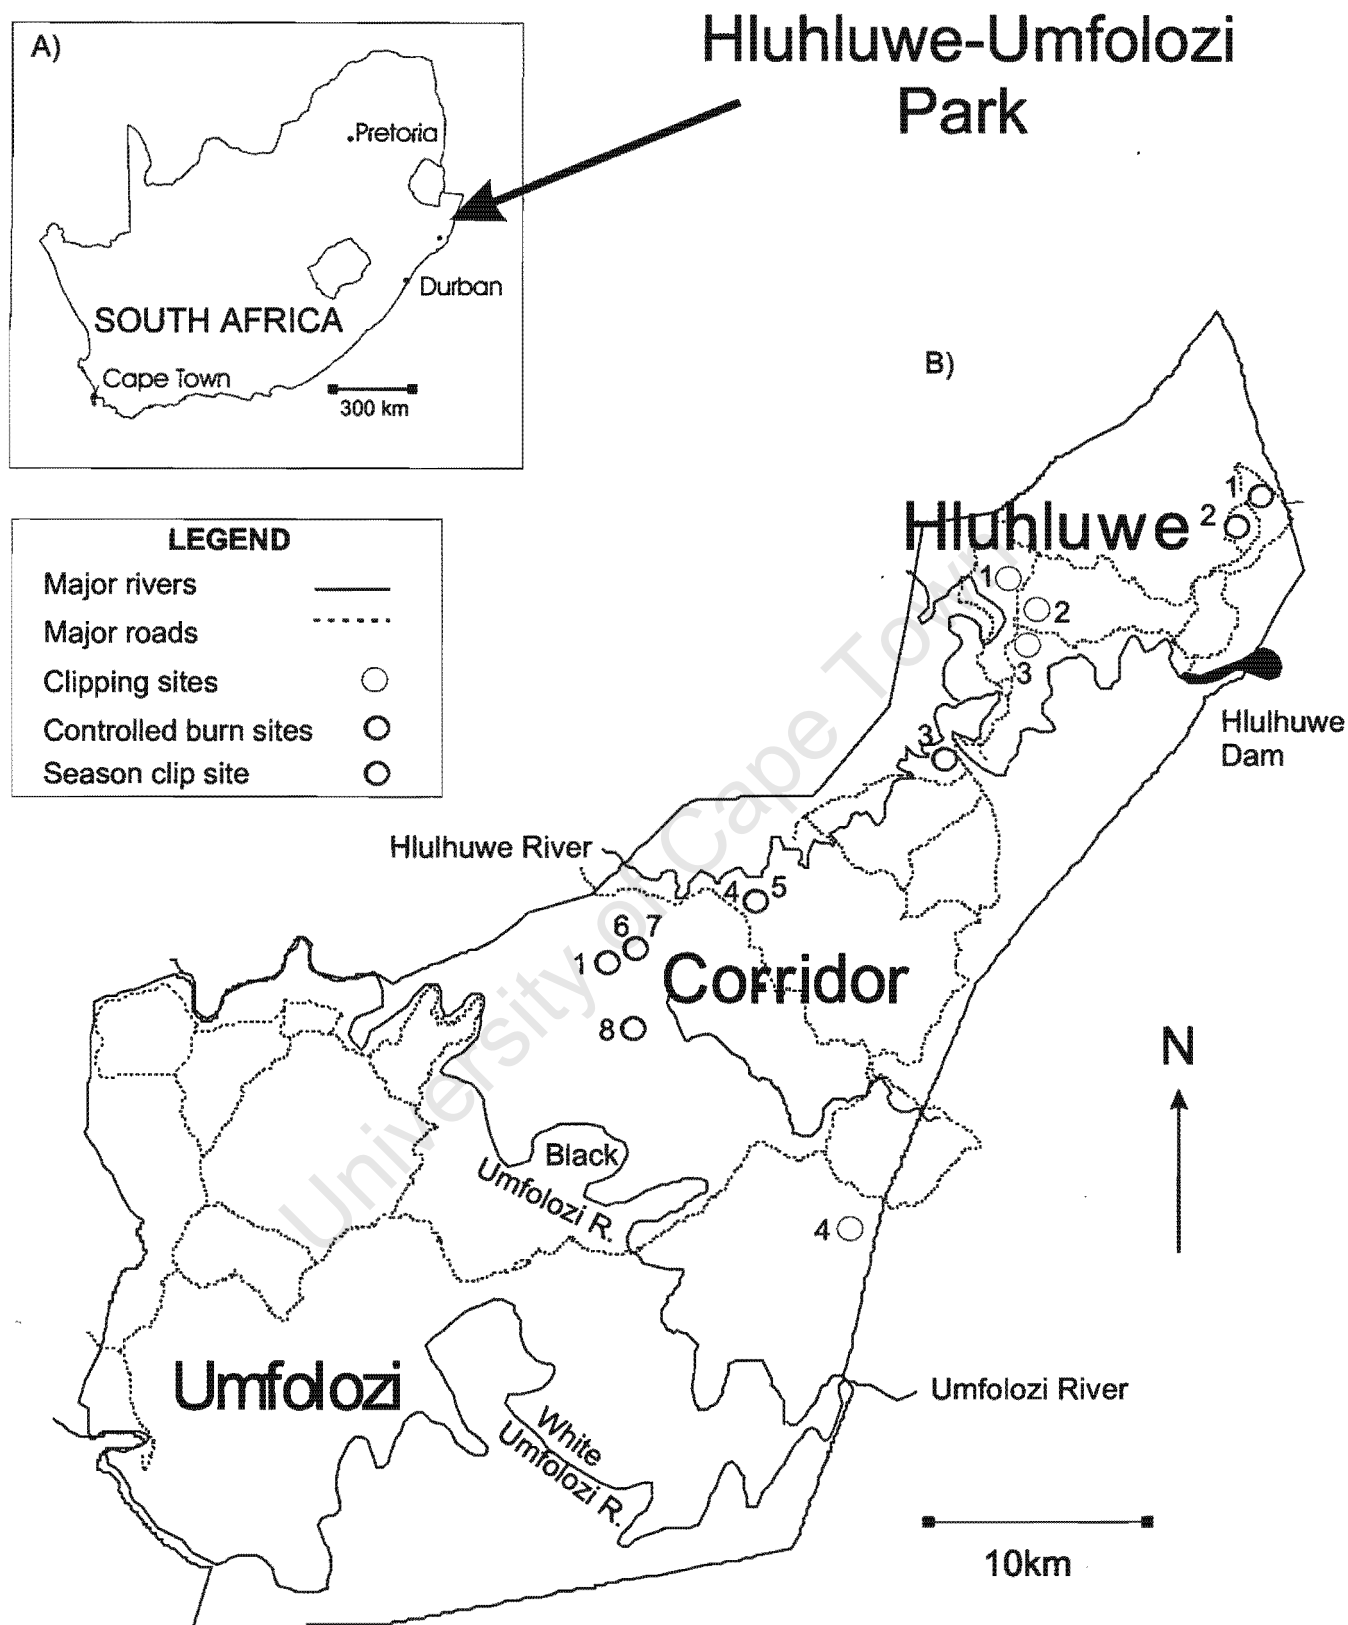 A)
Hluhluwe-Umfolozi
Park
Pretoria
Durban
SOUTH AFRICA
Cape Town
300 km
B)
LEGEND
Major rivers
Major roads
Clipping sites
Controlled burn sites
Season clip site
Hluhluwe
1
2
1
2
3
3
Hlulhuwe
Dam
Hlulhuwe River
4 5
6 7
1
Corridor
8
N
Black
Umfolozi R.
4
Umfolozi
White
Umfolozi R.
Umfolozi River
10km
University of Cape Town